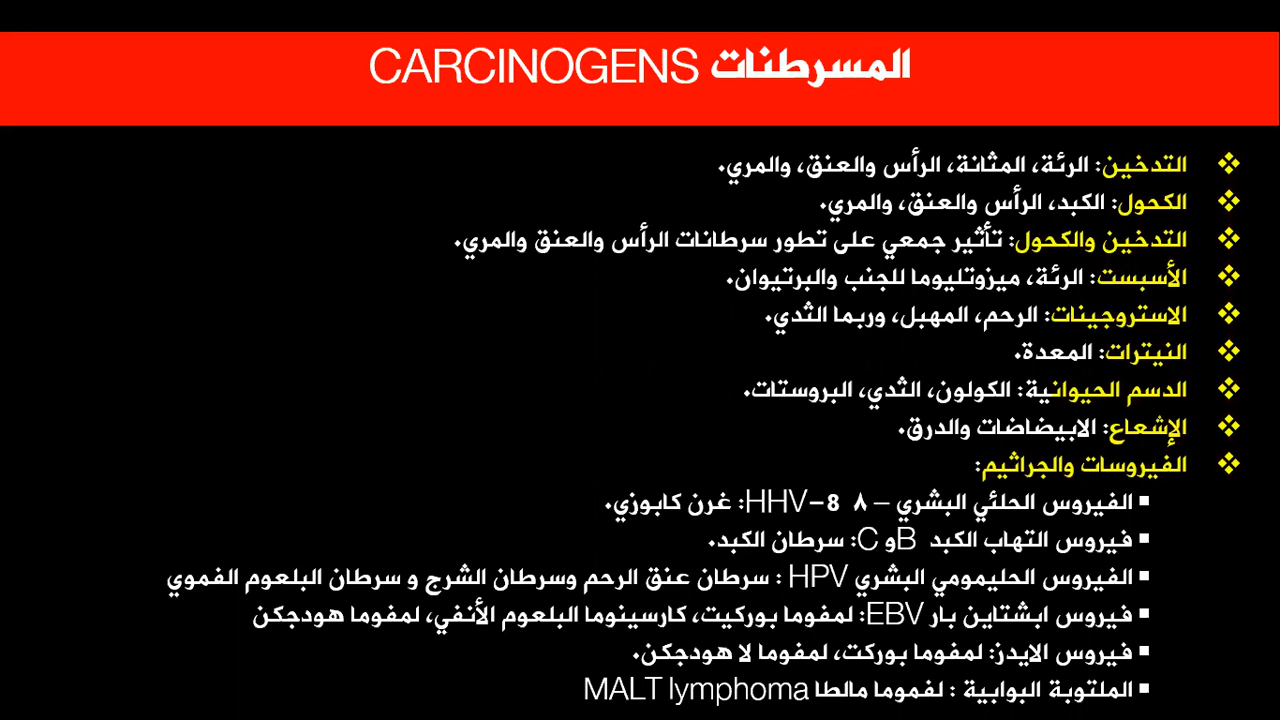 المسرطنات CARCINOGENS
❖ التدخين: الرئة، المثانة، الرأس والعنق، والمري.
❖ الكحول: الكبد، الرأس والعنق، والمري.
❖ التدخين والكحول: تأثير جمعي على تطور سرطانات الرأس والعنق والمري.
❖ الأسبست: الرئة، ميزوتليوما للجنب والبرتيوان.
❖ الاستروجينات: الرحم، المهبل، وربما الثدي.
❖ النيترات: المعدة.
❖ الدسم الحيوانية: الكولون، الثدي، البروستات.
❖ الإشعاع: الابيضاضات والدرق.
❖ الفيروسات والجراثيم:
▪ الفيروس الحلئي البشري – ٨ HHV-8: غرن كابوزي.
▪ فيروس التهاب الكبد B و C: سرطان الكبد.
▪ الفيروس الحليمومي البشري HPV : سرطان عنق الرحم وسرطان الشرج و سرطان البلعوم الفموي
▪ فيروس ابشتاين بار EBV: لمفوما بوركيت، كارسينوما البلعوم الأنفي، لمفوما هودجكن
▪ فيروس الايدز: لمفوما بوركت، لمفوما لا هودجكن.
▪ الملتوبة البوابية : لفموما مالطا MALT lymphoma